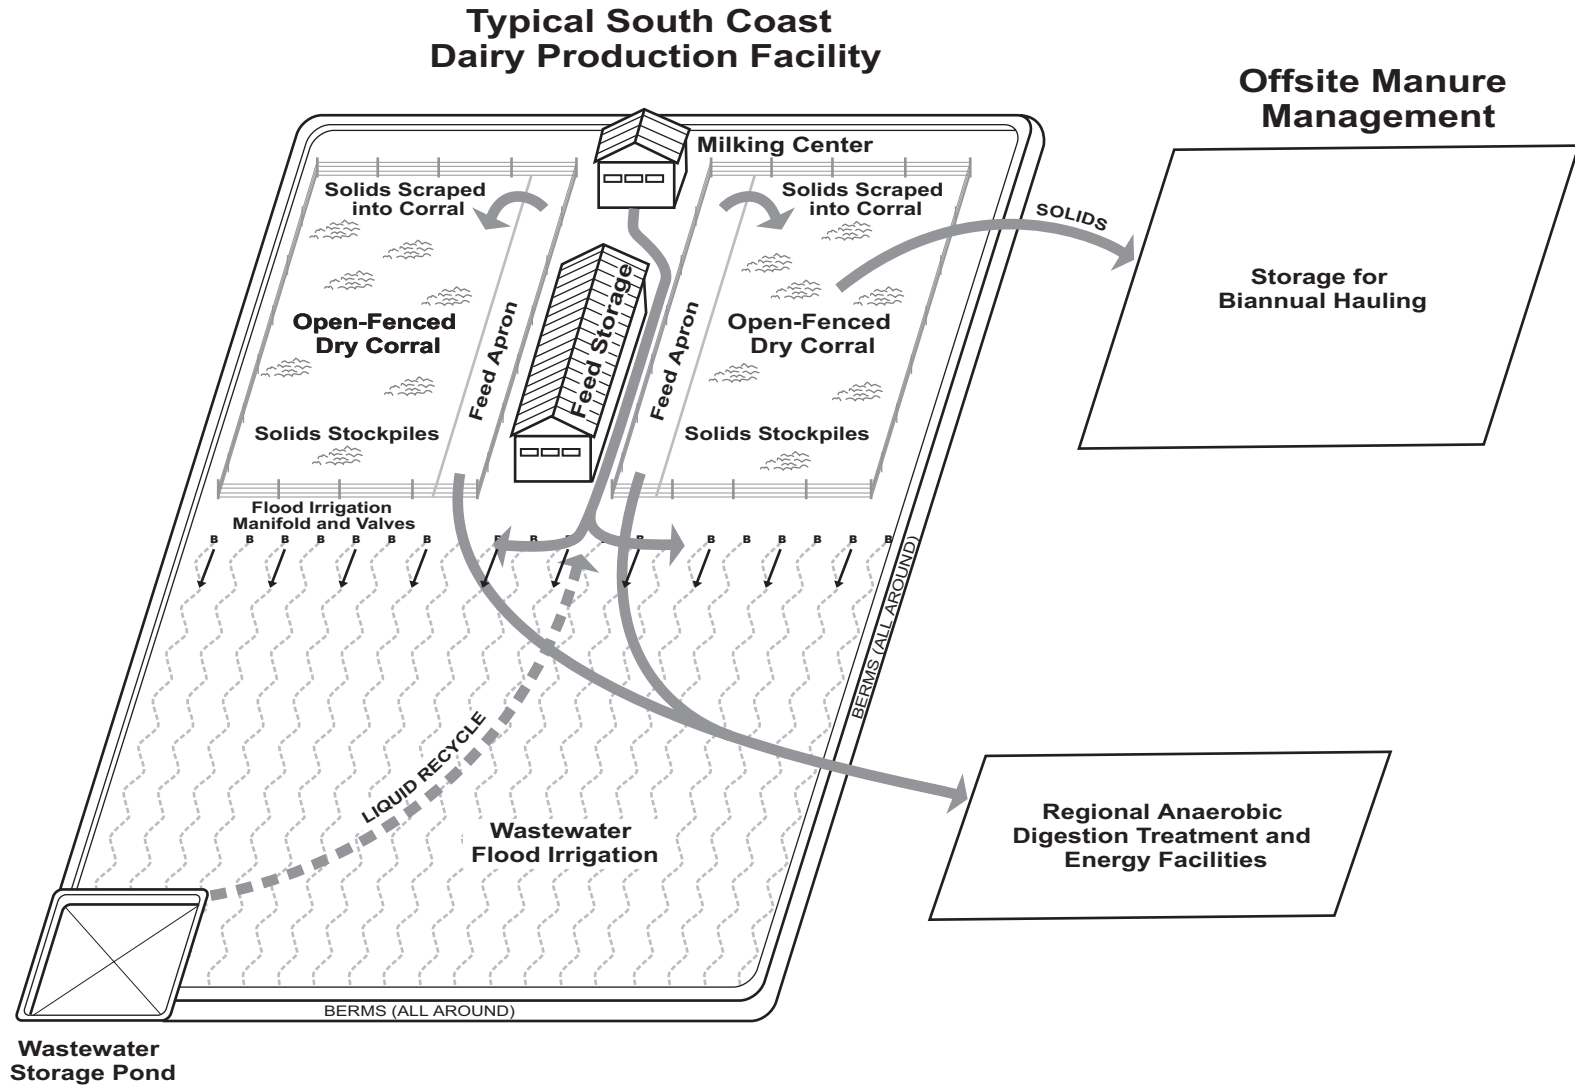 Typical South Coast
Dairy Production Facility
Offsite Manure
Management
Milking Center
Solids Scraped
into Corral
Solids Scraped
into Corral
SOLIDS
Storage for
Biannual Hauling
Open-Fenced
Dry Corral
Feed Apron
Feed Storage
Feed Apron
Open-Fenced
Dry Corral
Solids Stockpiles
Solids Stockpiles
Flood Irrigation
Manifold and Valves
B B B B B B B B B B B B B B B B B B B B
BERMS (ALL AROUND)
LIQUID RECYCLE
Wastewater
Flood Irrigation
Regional Anaerobic
Digestion Treatment and
Energy Facilities
BERMS (ALL AROUND)
Wastewater
Storage Pond